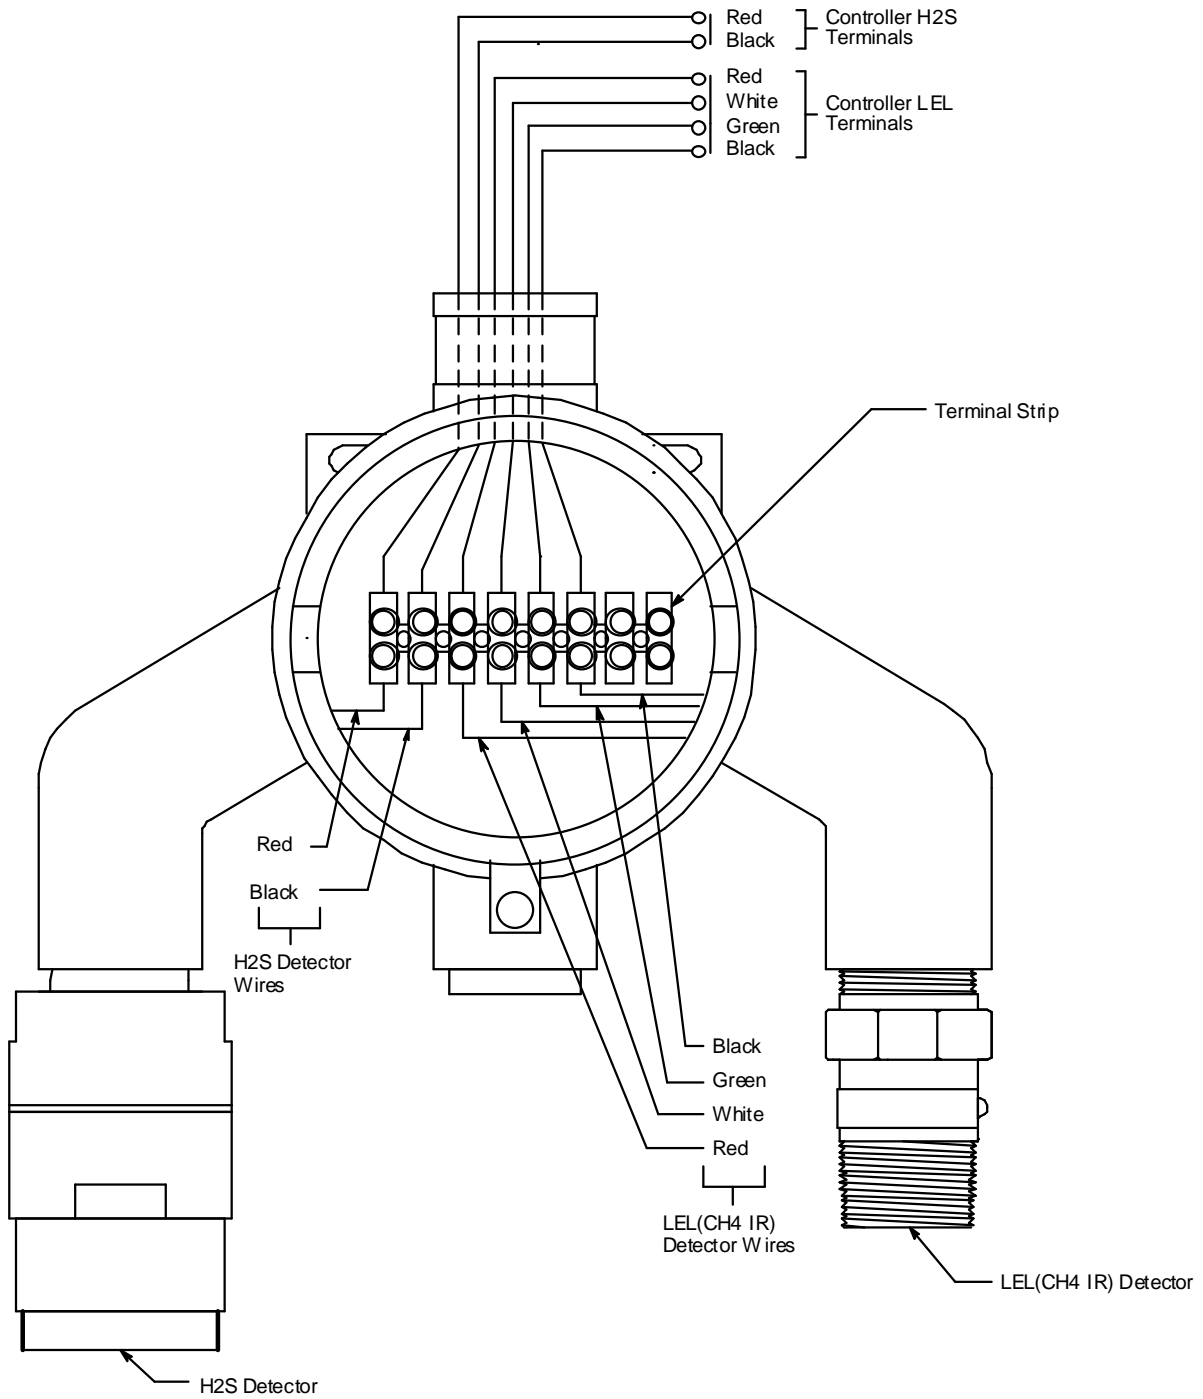 Red
Black
Controller H2S
Terminals
Red
White
Green
Black
Controller LEL
Terminals
Terminal Strip
Red
Black
H2S Detector
Wires
Black
Green
White
Red
LEL(CH4 IR)
Detector Wires
LEL(CH4 IR) Detector
H2S Detector